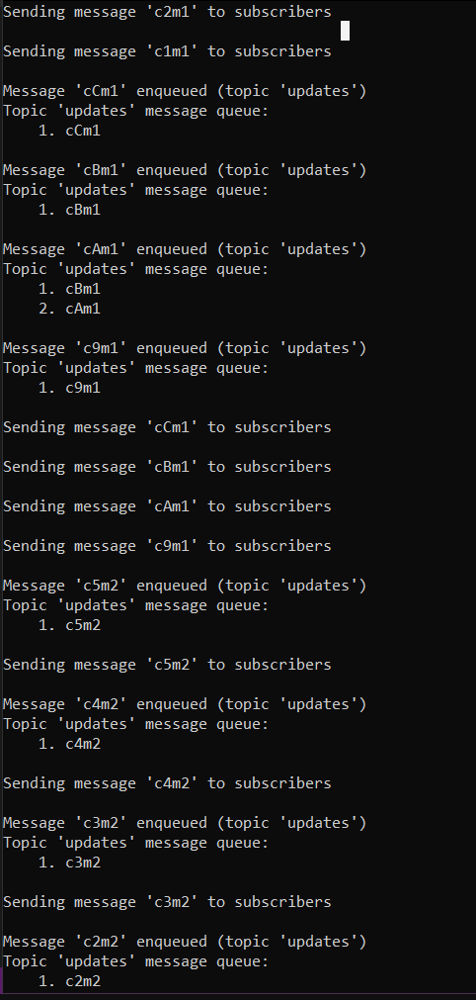 Sending message 'c2m1' to subscribers
Sending message 'c1m1' to subscribers
Message 'cCm1' enqueued (topic 'updates')
Topic 'updates' message queue:
1. cCm1
Message 'cBm1' enqueued (topic 'updates')
Topic 'updates' message queue:
1. cBm1
Message 'cAm1' enqueued (topic 'updates')
Topic 'updates' message queue:
1. cBm1
2. cAm1
Message 'c9m1' enqueued (topic 'updates')
Topic 'updates' message queue:
1. c9m1
Sending message 'cCm1' to subscribers
Sending message 'cBm1' to subscribers
Sending message 'cAm1' to subscribers
Sending message 'c9m1' to subscribers
Message 'c5m2' enqueued (topic 'updates')
Topic 'updates' message queue:
1. c5m2
Sending message 'c5m2' to subscribers
Message 'c4m2' enqueued (topic 'updates')
Topic 'updates' message queue:
1. c4m2
Sending message 'c4m2' to subscribers
Message 'c3m2' enqueued (topic 'updates')
Topic 'updates' message queue:
1. c3m2
Sending message 'c3m2' to subscribers
Message 'c2m2' enqueued (topic 'updates')
Topic 'updates' message queue:
1. c2m2